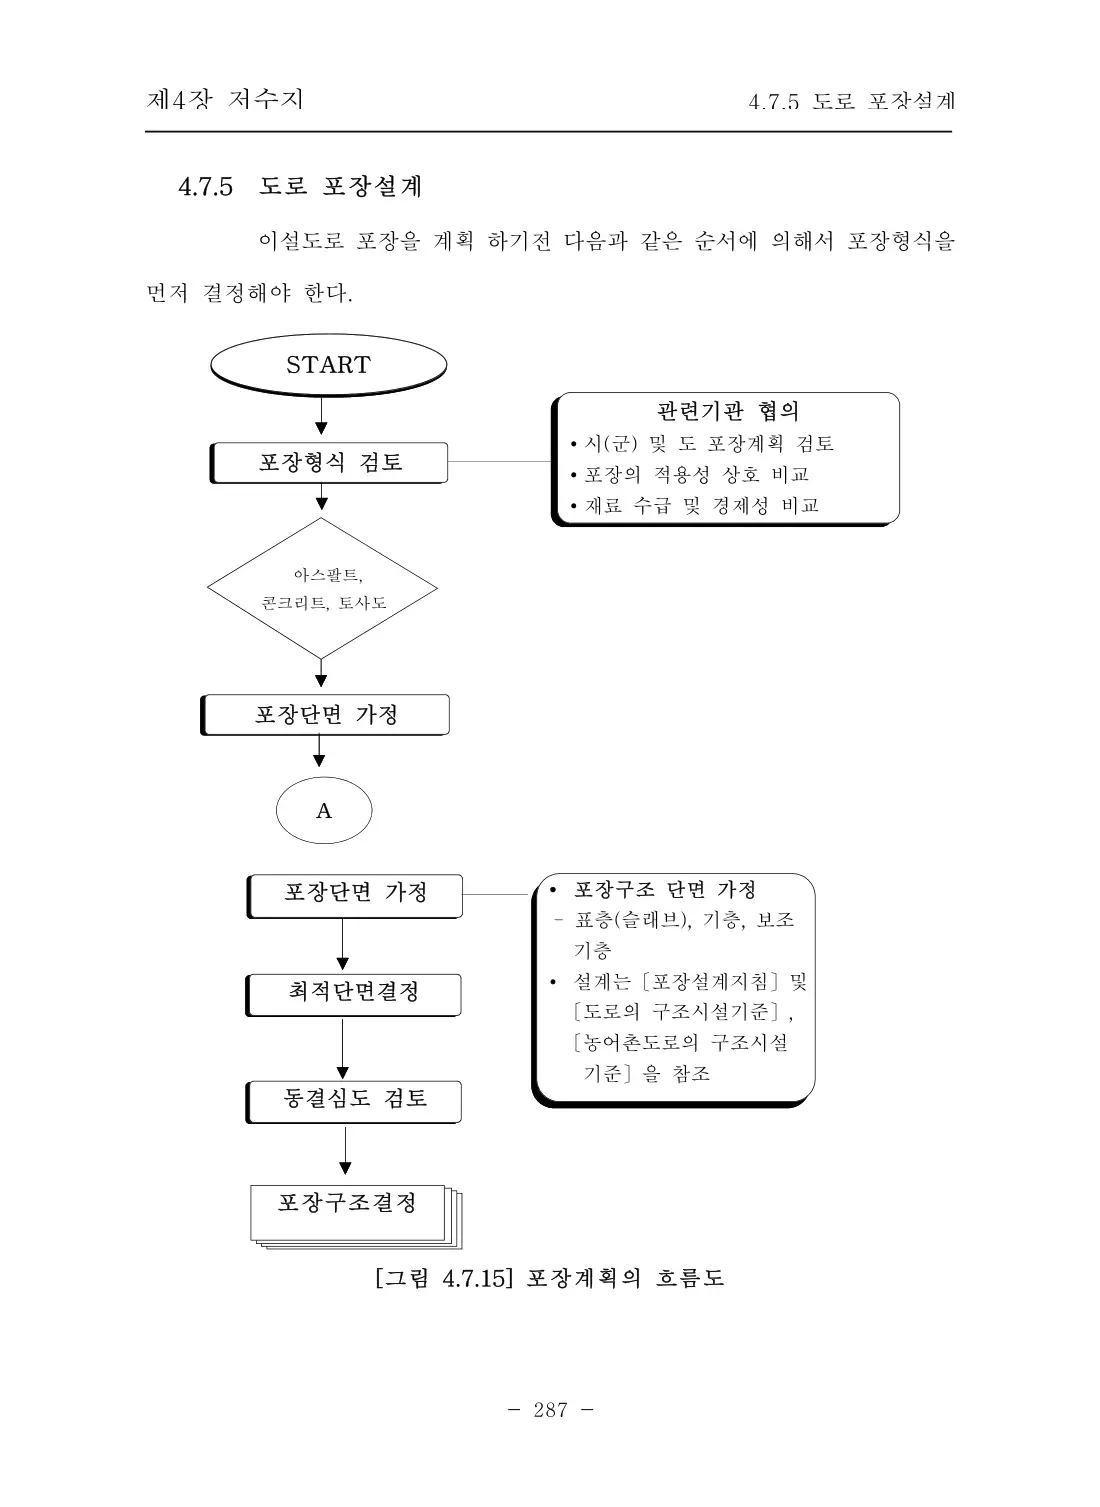 제4장 저수지
4.7.5 도로 포장설계
4.7.5 도로 포장설계
이설도로 포장을 계획 하기전 다음과 같은 순서에 의해서 포장형식을
먼저 결정해야 한다.
START
포장형식 검토
관련기관 협의
•시(군) 및 도 포장계획 검토
•포장의 적용성 상호 비교
•재료 수급 및 경제성 비교
아스팔트,
콘크리트, 토사도
포장단면 가정
A
포장단면 가정
• 포장구조 단면 가정
- 표층(슬래브), 기층, 보조
기층
• 설계는 [포장설계지침] 및
[도로의 구조시설기준] ,
[농어촌도로의 구조시설
기준] 을 참조
최적단면결정
동결심도 검토
포장구조결정
[그림 4.7.15] 포장계획의 흐름도
- 287 -